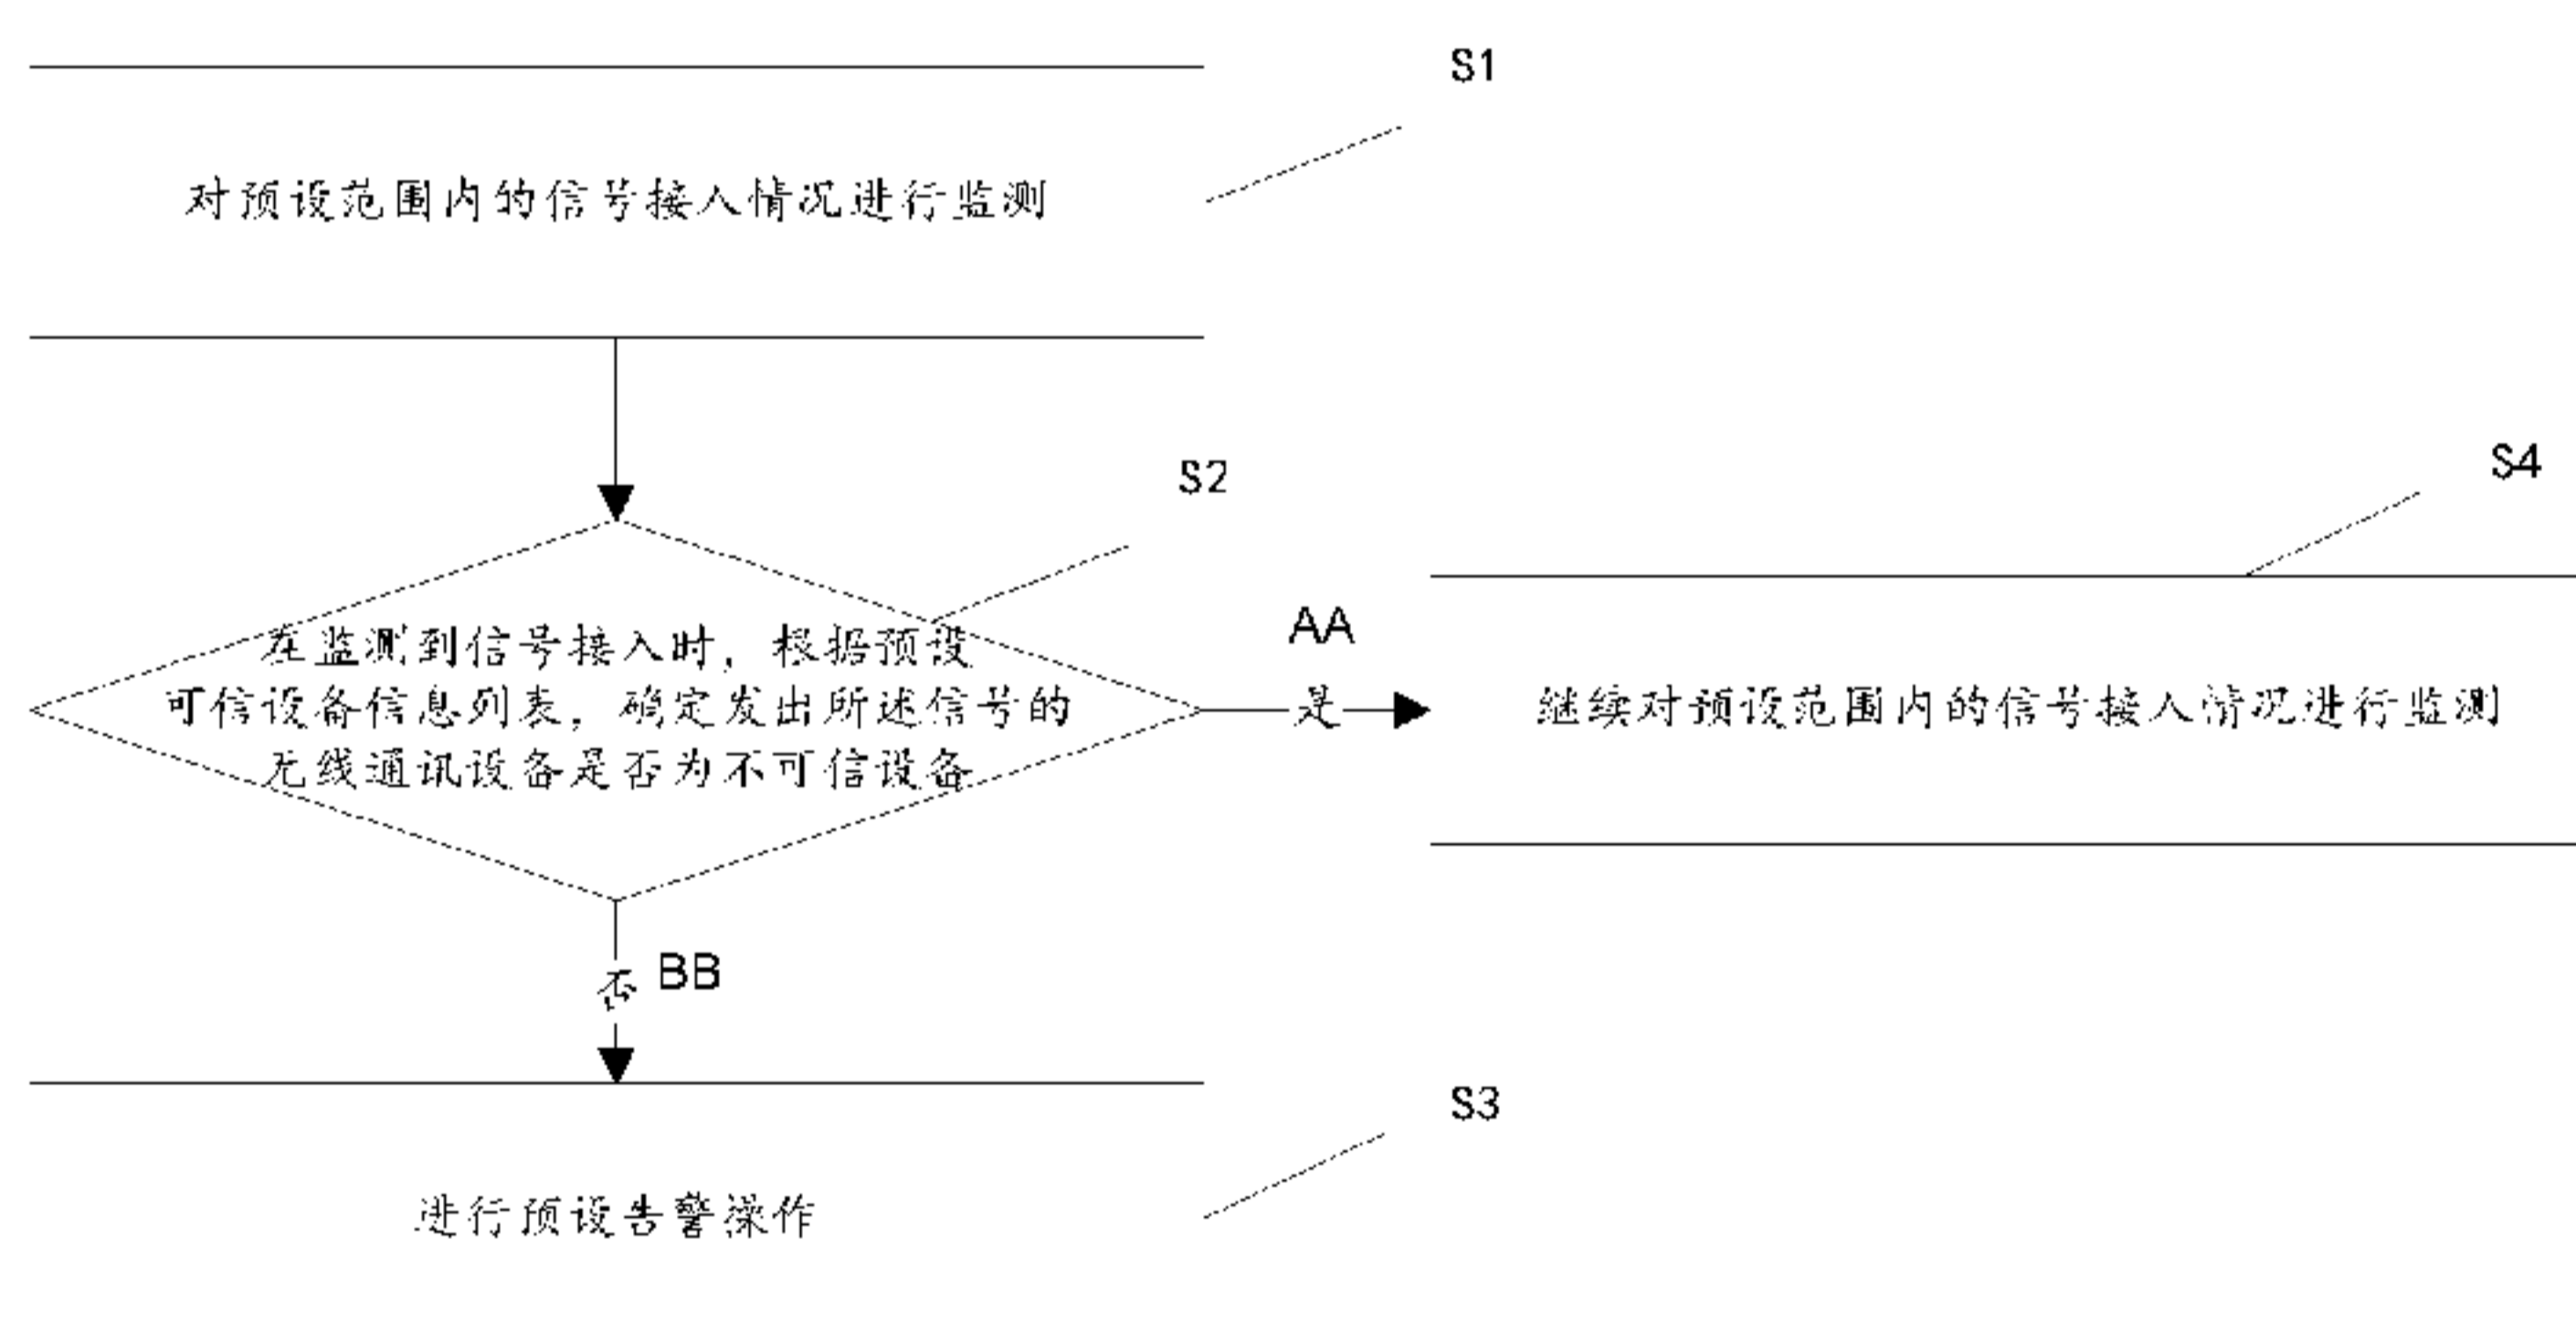 S1
对预设范围内的信号接入情况进行监测
S2
S4
在监测到信号接入时，根据预设
可信设备信息列表，确定发出所述信号的
无线通讯设备是否为不可信设备
AA
是
继续对预设范围内的信号接入情况进行监测
否
BB
S3
进行预设告警操作